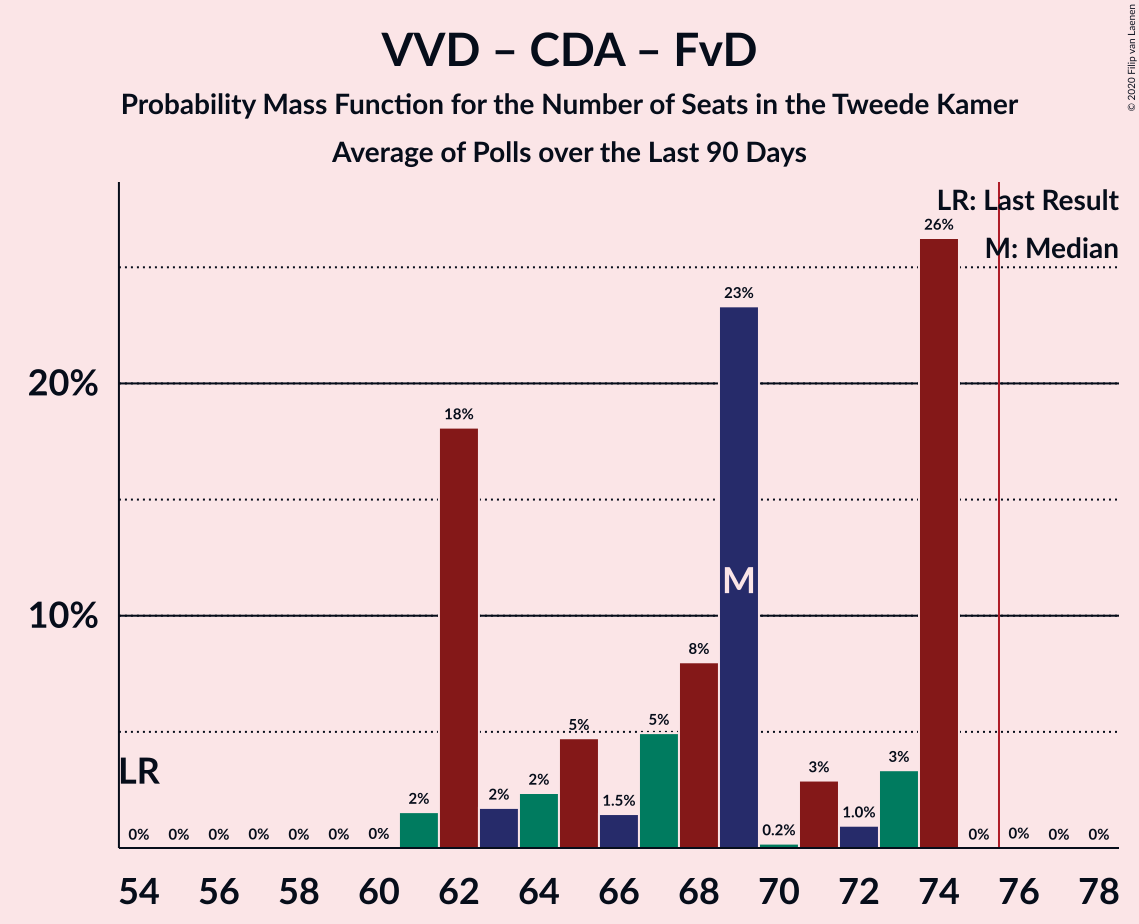 VVD – CDA – FvD
Probability Mass Function for the Number of Seats in the Tweede Kamer
Average of Polls over the Last 90 Days
© 2020 Filip van Laenen
LR: Last Result
M: Median
26%
23%
20%
18%
M
10%
8%
5%
5%
LR
3%
3%
2%
2%
2%
1.5%
1.0%
0.2%
0% 0% 0% 0% 0% 0% 0% 0% 0% 0% 0%
54 56 58 60 62 64 66 68 70 72 74 76 78